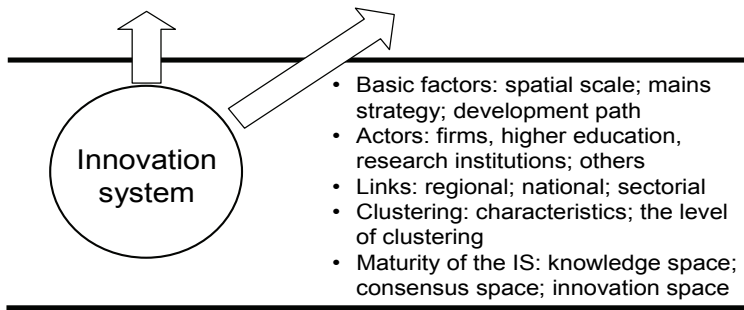 Innovation
system
• Basic factors: spatial scale; mains
strategy; development path
• Actors: firms, higher education,
research institutions; others
• Links: regional; national; sectorial
• Clustering: characteristics; the level
of clustering
• Maturity of the IS: knowledge space;
consensus space; innovation space